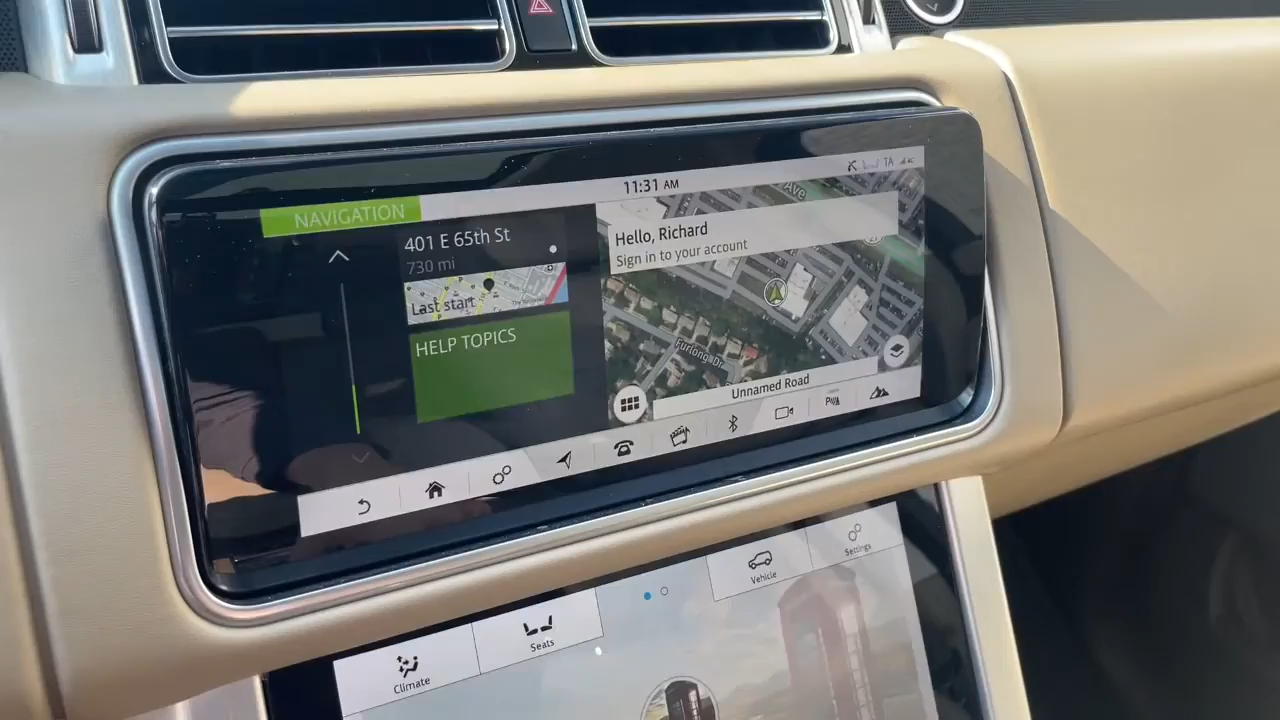 11:31 AM
TA
NAVIGATION
401 E 65th St
730 mi
Last start
HELP TOPICS
Ave
Hello, Richard
Sign in to your account
Furlong Dr
Unnamed Road
Vehicle
Settings
Seats
Climate